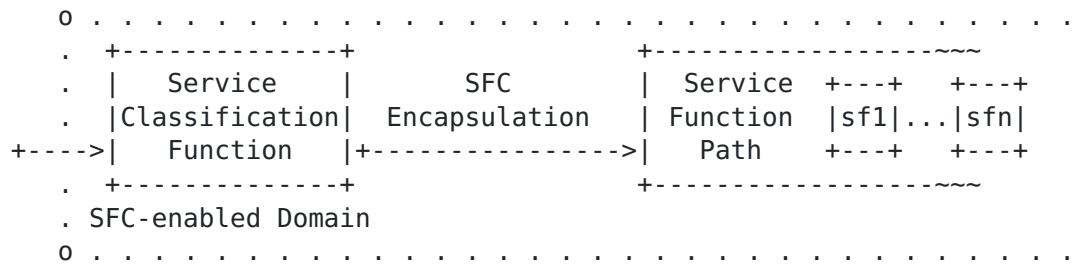 o . . . . . . . . . . . . . . . . . . . . . . . . . . . . . . . .
. +--------------+ +------------------~~~
. | Service | SFC | Service +---+ +---+
. |Classification| Encapsulation | Function |sf1|...|sfn|
+---->| Function |+---------------->| Path +---+ +---+
. +--------------+ +------------------~~~
. SFC-enabled Domain
o . . . . . . . . . . . . . . . . . . . . . . . . . . . . . . . .